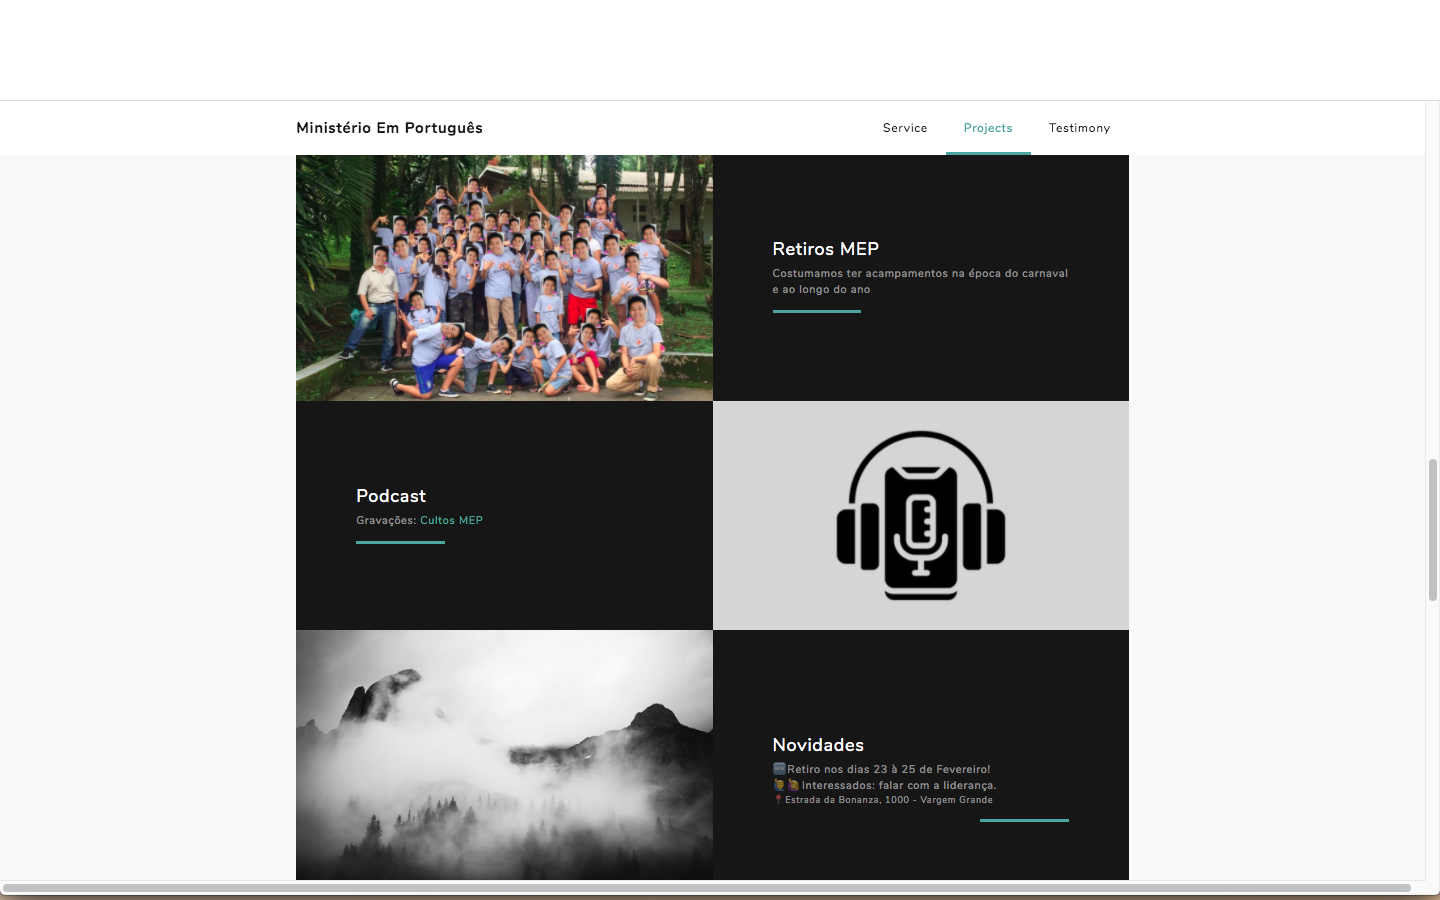 Ministério Em Português
Service
Projects
Testimony
Retiros MEP
Costumamos ter acampamentos na época do carnaval
e ao longo do ano
Podcast
Gravações: Cultos MEP
Novidades
Retiro nos dias 23 à 25 de Fevereiro!
Interessados: falar com a liderança.
Estrada da Bonanza, 1000 - Vargem Grande